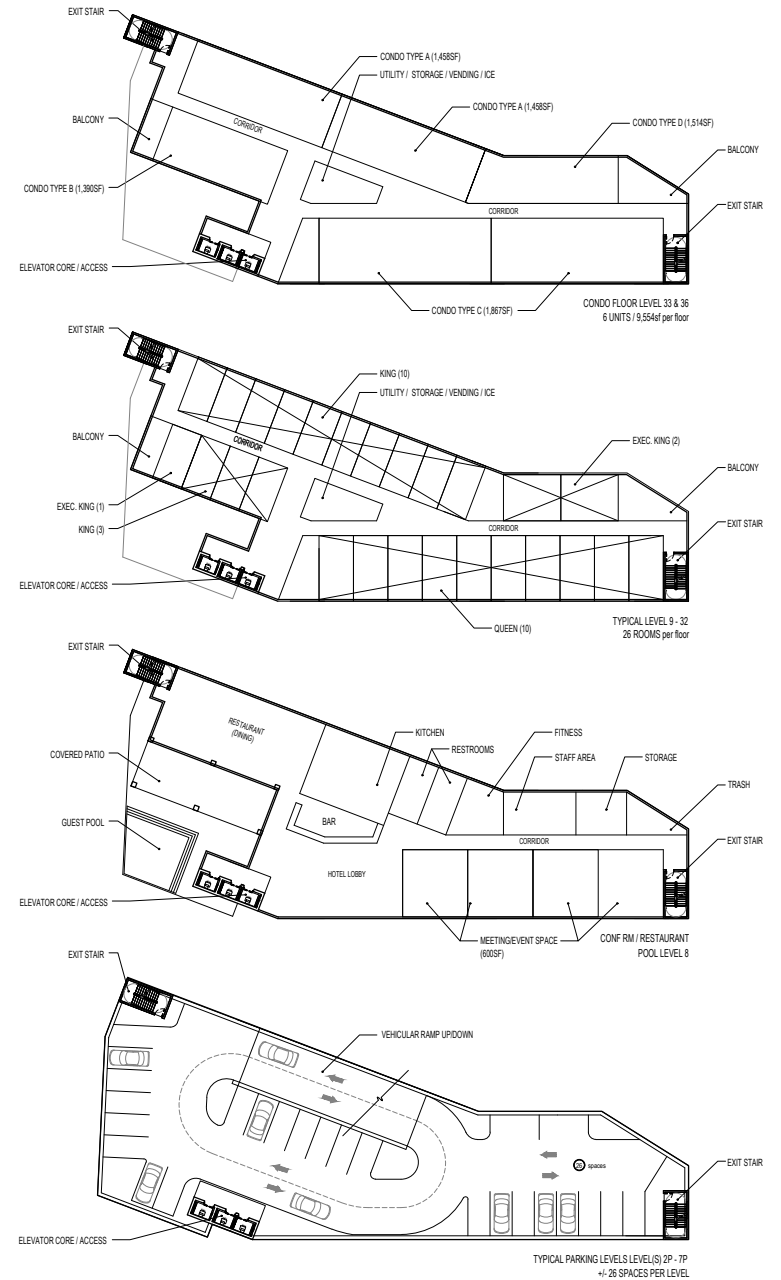 EXIT STAIR
CONDO TYPE A (1,458SF)
UTILITY / STORAGE / VENDING / ICE
CONDO TYPE A (1,458SF)
CONDO TYPE D (1,514SF)
BALCONY
CORRIDOR
BALCONY
CONDO TYPE B (1,390SF)
EXIT STAIR
CORRIDOR
ELEVATOR CORE / ACCESS
CONDO TYPE C (1,867SF)
CONDO FLOOR LEVEL 33 & 36
6 UNITS / 9,554sf per floor
EXIT STAIR
KING (10)
UTILITY / STORAGE / VENDING / ICE
EXEC. KING (2)
BALCONY
CORRIDOR
BALCONY
EXEC. KING (1)
KING (3)
EXIT STAIR
CORRIDOR
ELEVATOR CORE / ACCESS
QUEEN (10)
TYPICAL LEVEL 9 - 32
26 ROOMS per floor
EXIT STAIR
RESTAURANT
(DINING)
KITCHEN
RESTROOMS
FITNESS
STAFF AREA
STORAGE
COVERED PATIO
TRASH
GUEST POOL
BAR
CORRIDOR
EXIT STAIR
HOTEL LOBBY
ELEVATOR CORE / ACCESS
MEETING/EVENT SPACE
(600SF)
CONF RM / RESTAURANT
POOL LEVEL 8
EXIT STAIR
VEHICULAR RAMP UP/DOWN
26 spaces
EXIT STAIR
ELEVATOR CORE / ACCESS
TYPICAL PARKING LEVELS LEVEL(S) 2P - 7P
+/- 26 SPACES PER LEVEL